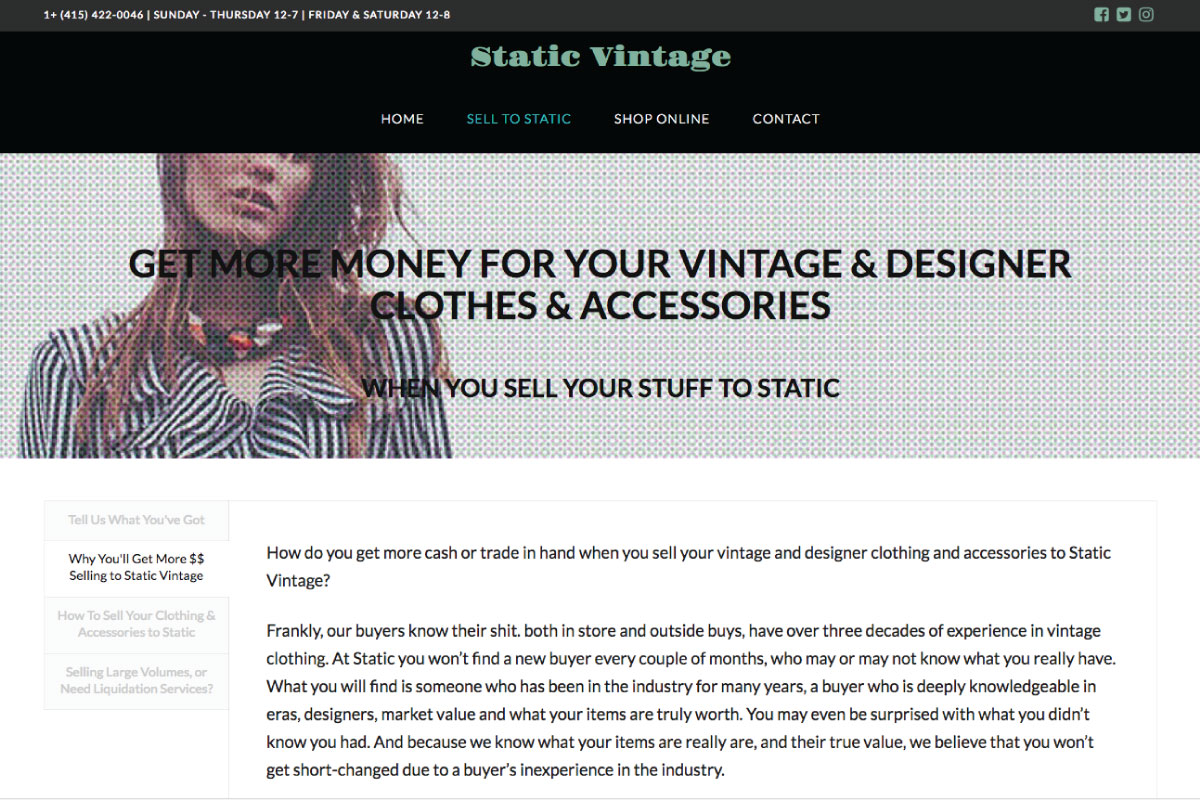 1+ (415) 422-0046 | SUNDAY - THURSDAY 12-7 | FRIDAY & SATURDAY 12-8
Static Vintage
HOME SELL TO STATIC SHOP ONLINE CONTACT
GET MORE MONEY FOR YOUR VINTAGE & DESIGNER
CLOTHES & ACCESSORIES
WHEN YOU SELL YOUR STUFF TO STATIC
Tell Us What You've Got
Why You'll Get More $$
Selling to Static Vintage
How To Sell Your Clothing &
Accessories to Static
Selling Large Volumes, or
Need Liquidation Services?
How do you get more cash or trade in hand when you sell your vintage and designer clothing and accessories to Static
Vintage?
Frankly, our buyers know their shit. both in store and outside buys, have over three decades of experience in vintage
clothing. At Static you won’t find a new buyer every couple of months, who may or may not know what you really have.
What you will find is someone who has been in the industry for many years, a buyer who is deeply knowledgeable in
eras, designers, market value and what your items are truly worth. You may even be surprised with what you didn’t
know you had. And because we know what your items are really are, and their true value, we believe that you won’t
get short-changed due to a buyer’s inexperience in the industry.